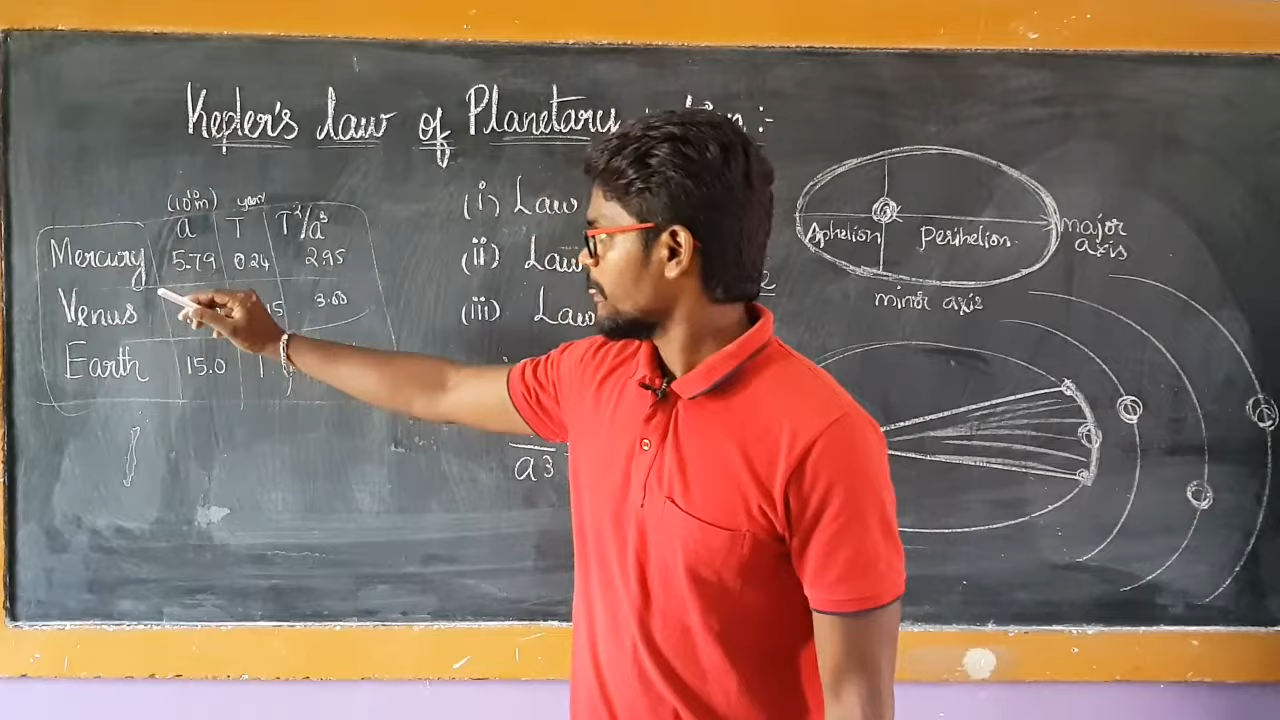 Kepler's law of Planetary :-
(10¹⁰m) year
a T T²/a³
Mercury 5.79 0.24 2.95
Venus 3.00
Earth 15.0 1
(i) Law
(ii) Law
(iii) Law
a3
Aphelion Perihelion.
major
axis
minor axis